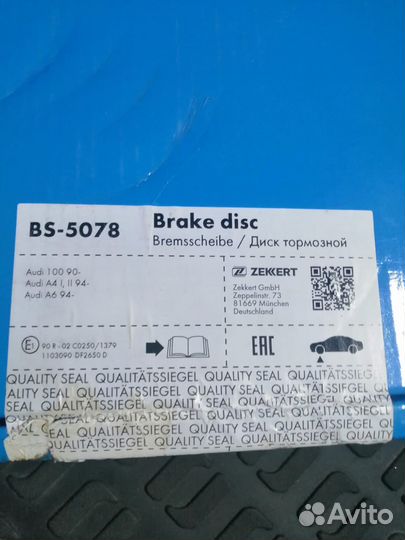 BS-5078
Brake disc
Bremsscheibe / Диск тормозной
Audi 100 90-
Audi A4 I, II 94-
Audi A6 94-
ZEKKERT
Zekkert GmbH
Zeppelinstr. 73
81669 München
Deutschland
E1 90 R - 02 C0250/1379
1103090 DF2650 D
EAC
QUALITY SEAL QUALITÄTSSIEGEL QUALITY SEAL QUALITÄTSSIEGEL
SEAL QUALITÄTSSIEGEL QUALITY SEAL QUALITÄTSSIEGEL
QUALITY SEAL QUALITÄTSSIEGEL QUALITY SEAL
QUALITÄTSSIEGEL QUALITY SEAL QUALITÄTSSIEGEL
QUALITY SEAL QUALITÄTSSIEGEL QUALITY SEAL
SEAL QUALITÄTSSIEGEL QUALITY SEAL QUALITÄTSSIEGEL
Avito